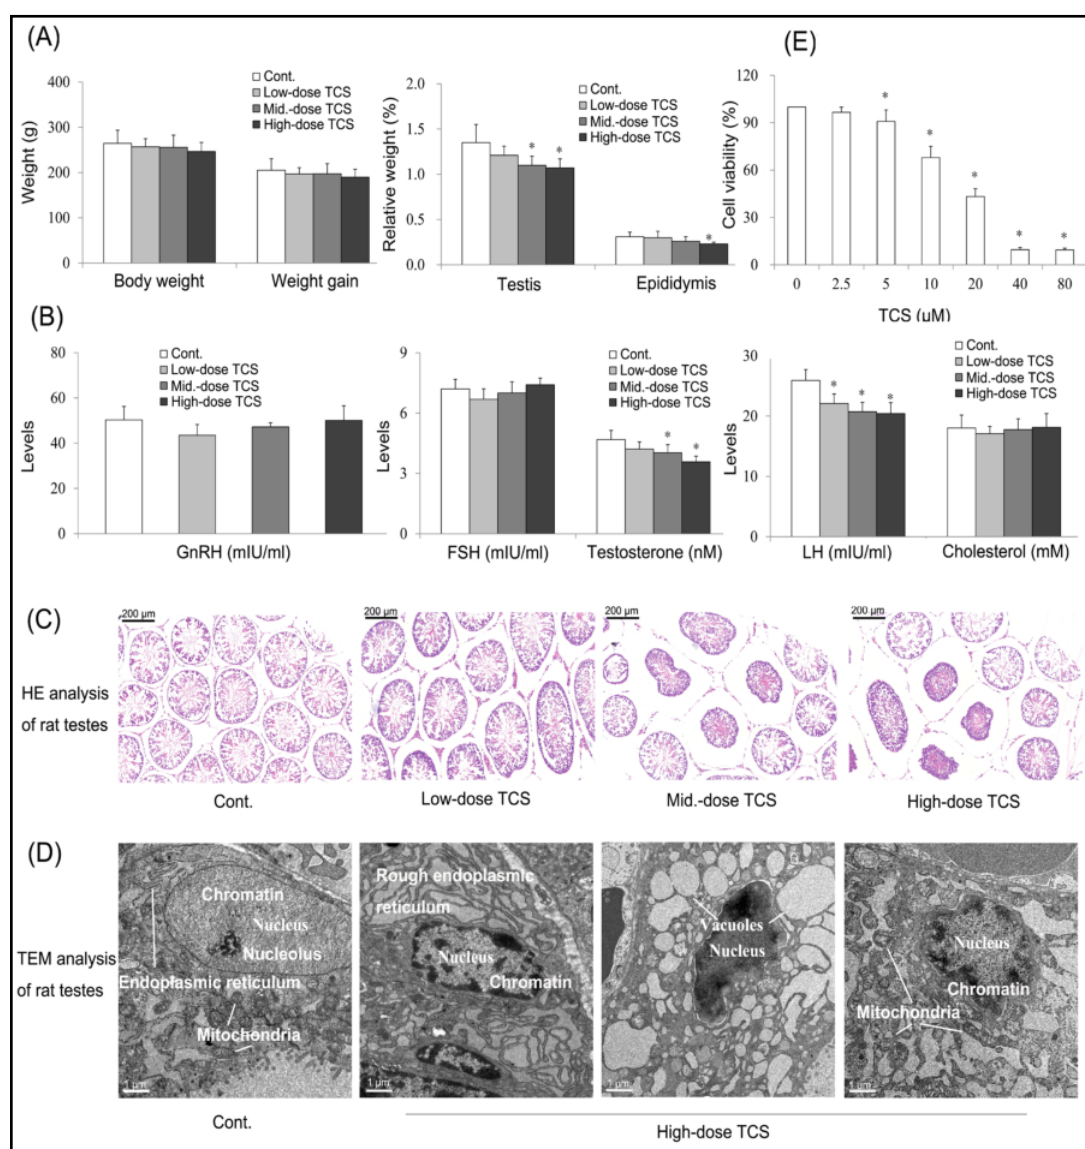 (A)
400
300
200
100
0
Weight (g)
Cont.
Low-dose TCS
Mid.-dose TCS
High-dose TCS
Body weight
Weight gain
2.0
1.5
1.0
0.5
0.0
Relative weight (%)
Cont.
Low-dose TCS
Mid.-dose TCS
High-dose TCS
* *
*
Testis
Epididymis
(E)
120
90
60
30
0
Cell viability (%)
*
*
*
*
*
0 2.5 5 10 20 40 80
TCS (µM)
(B)
80
60
40
20
0
Levels
Cont.
Low-dose TCS
Mid.-dose TCS
High-dose TCS
GnRH (mIU/ml)
9
6
3
0
Levels
Cont.
Low-dose TCS
Mid.-dose TCS
High-dose TCS
*
*
FSH (mIU/ml)
Testosterone (nM)
30
20
10
0
Levels
Cont.
Low-dose TCS
Mid.-dose TCS
High-dose TCS
*
*
*
LH (mIU/ml)
Cholesterol (mM)
(C)
HE analysis
of rat testes
200 µm
200 µm
200 µm
200 µm
Cont.
Low-dose TCS
Mid.-dose TCS
High-dose TCS
(D)
TEM analysis
of rat testes
Chromatin
Nucleus
Nucleolus
Endoplasmic reticulum
Mitochondria
1 µm
Rough endoplasmic
reticulum
Nucleus
Chromatin
1 µm
Vacuoles
Nucleus
1 µm
Nucleus
Chromatin
Mitochondria
1 µm
Cont.
High-dose TCS